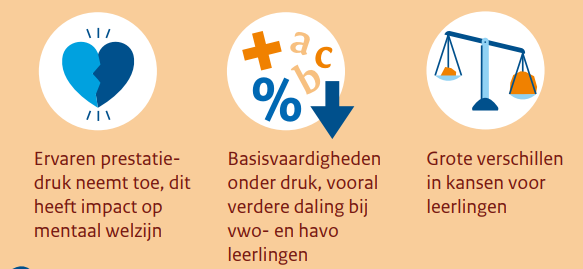 a
c
b
%
Ervaren prestatie-
druk neemt toe, dit
heeft impact op
mentaal welzijn
Basisvaardigheden
onder druk, vooral
verdere daling bij
vwo- en havo
leerlingen
Grote verschillen
in kansen voor
leerlingen